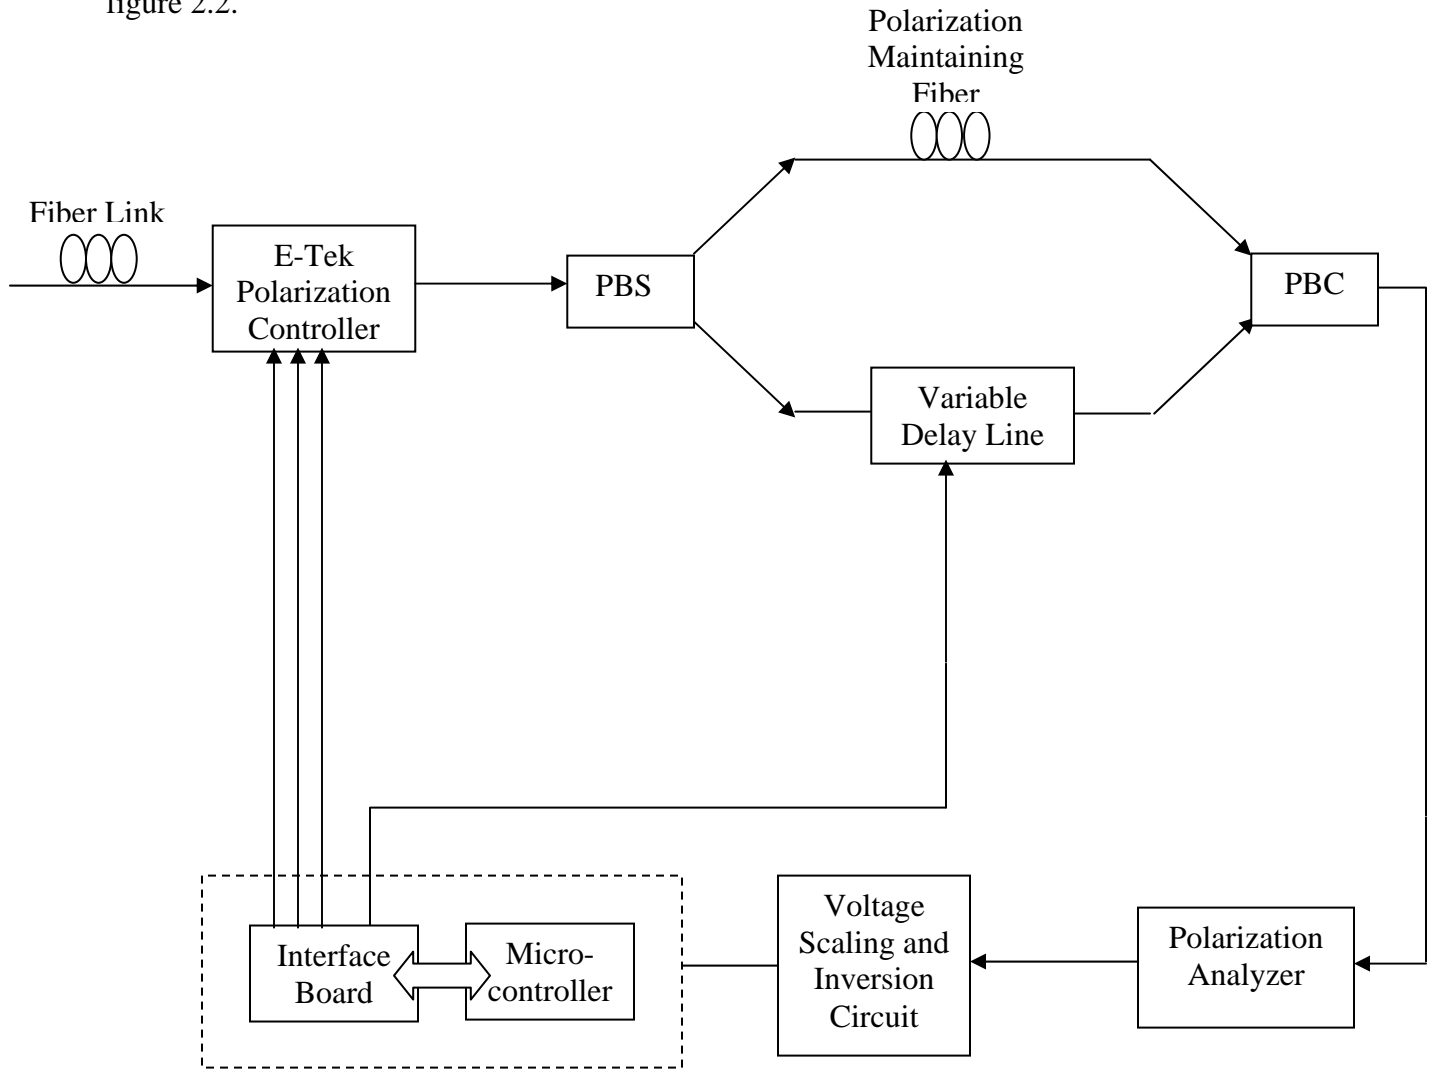 figure 2.2.
Polarization
Maintaining
Fiber
Fiber Link
E-Tek
Polarization
Controller
PBS
PBC
Variable
Delay Line
Interface
Board
Micro-
controller
Voltage
Scaling and
Inversion
Circuit
Polarization
Analyzer